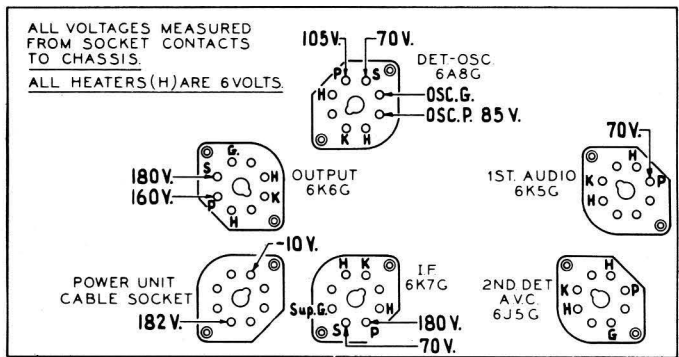 ALL VOLTAGES MEASURED
FROM SOCKET CONTACTS
TO CHASSIS.
ALL HEATERS (H) ARE 6 VOLTS.
105V. 70V.
DET-OSC.
6A8G
P S
H
OSC.G.
OSC.P. 85 V.
K H
G.
S H
180V.
160V.
P K
H
OUTPUT
6K6G
70V.
1ST. AUDIO
6K5G
H
K P
H
-10 V.
POWER UNIT
CABLE SOCKET
182V.
H K
I.F.
6K7G
Sup.G. H
S P
180V.
70V.
2ND. DET
A.V.C.
6J5G
H
K P
H
G